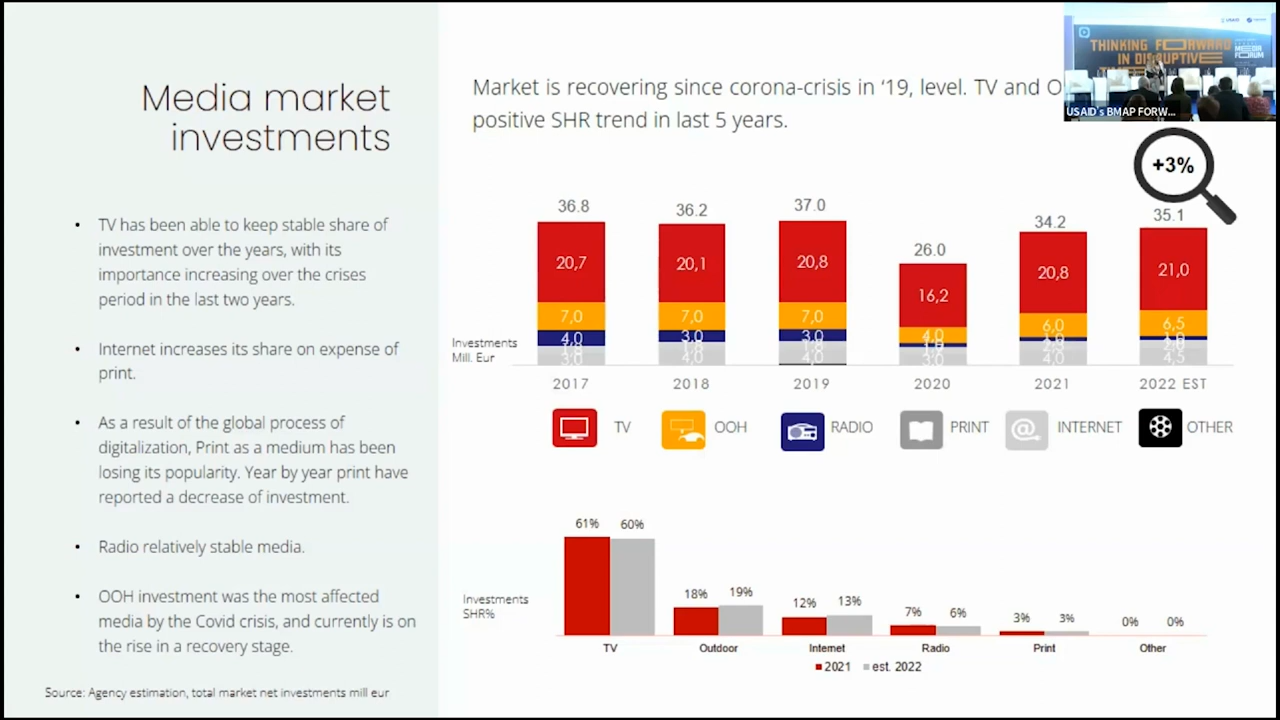 Media market
investments
• TV has been able to keep stable share of
investment over the years, with its
importance increasing over the crises
period in the last two years.
• Internet increases its share on expense of
print.
• As a result of the global process of
digitalization, Print as a medium has been
losing its popularity. Year by year print have
reported a decrease of investment.
• Radio relatively stable media.
• OOH investment was the most affected
media by the Covid crisis, and currently is on
the rise in a recovery stage.
Source: Agency estimation, total market net investments mill eur
Market is recovering since corona-crisis in ‘19, level. TV and O
positive SHR trend in last 5 years.
THINKING FORWARD
IN DISRUPTIVE
MEDIA
FORUM
USAID's BMAP FORW...
+3%
36.8 36.2 37.0 26.0 34.2 35.1
20,7 20,1 20,8 16,2 20,8 21,0
7,0 7,0 7,0 4,0 6,0 6,5
4,0 3,0 3,0
3,0 4,0 4,0 3,0 4,0 4,5
Investments
Mill. Eur
2017 2018 2019 2020 2021 2022 EST
TV OOH RADIO PRINT INTERNET OTHER
61% 60% 18% 19% 12% 13% 7% 6% 3% 3% 0% 0%
Investments
SHR%
TV Outdoor Internet Radio Print Other
2021 est. 2022